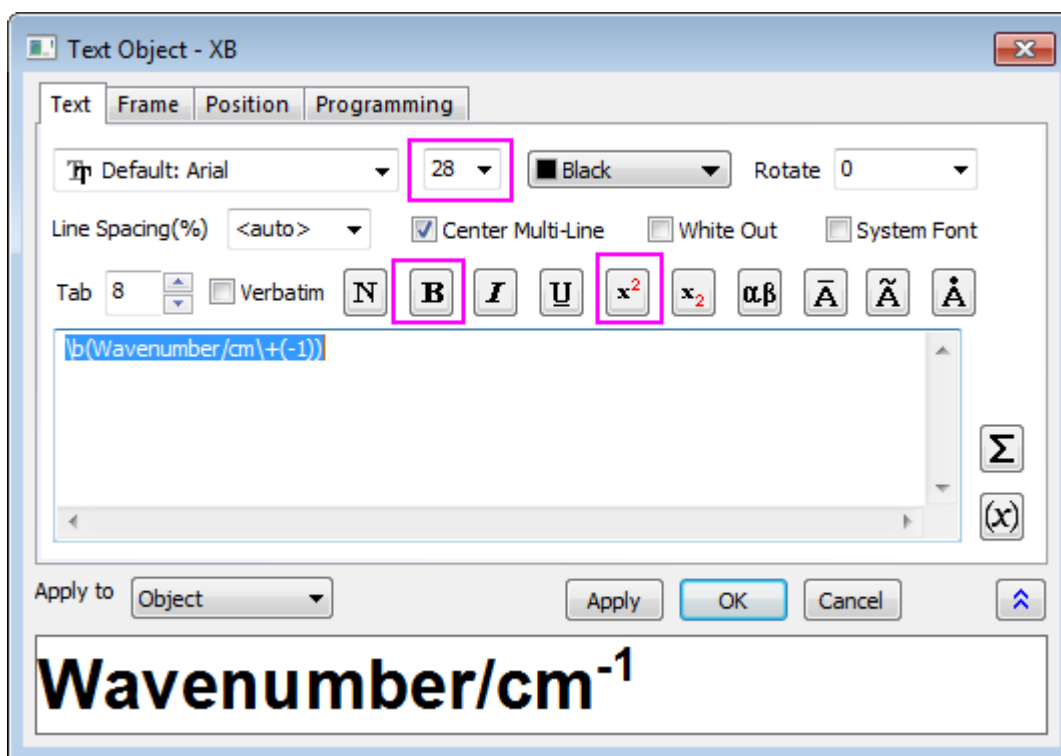 Text Object - XB
Text Frame Position Programming
Default: Arial 28 Black Rotate 0
Line Spacing(%) <auto> Center Multi-Line White Out System Font
Tab 8 Verbatim N B I U x² x₂ αβ Ā Ã Ȧ
\b(Wavenumber/cm\+(-1))
Σ
(x)
Apply to Object Apply OK Cancel
Wavenumber/cm⁻¹